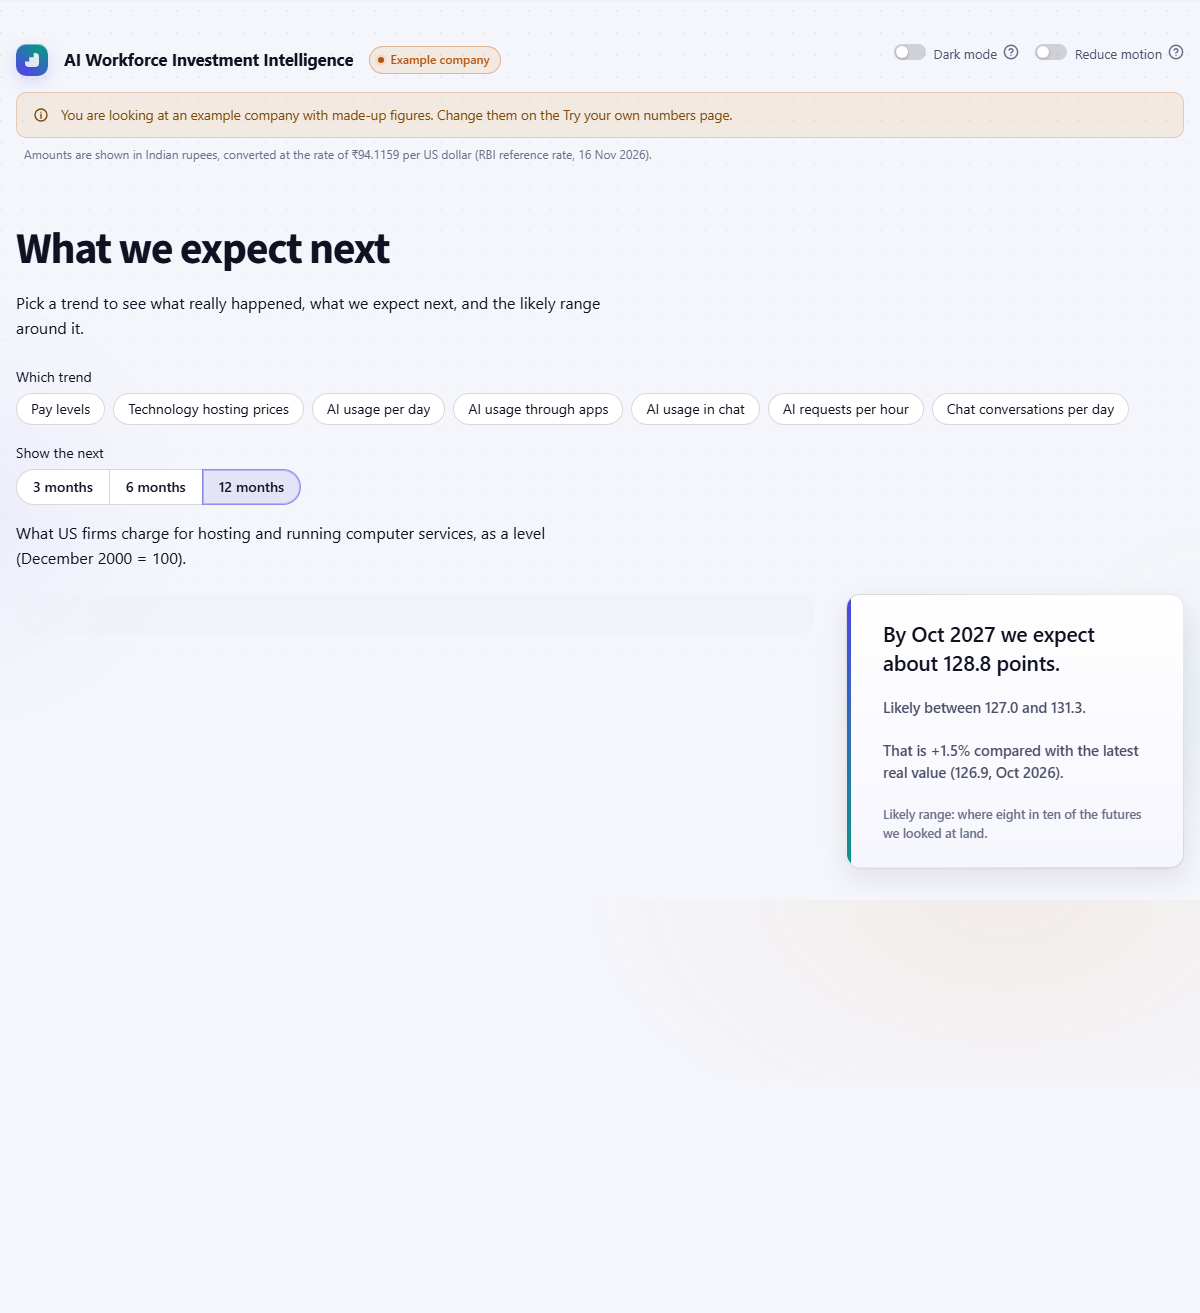 AI Workforce Investment Intelligence
Example company
Dark mode
Reduce motion
You are looking at an example company with made-up figures. Change them on the Try your own numbers page.
Amounts are shown in Indian rupees, converted at the rate of ₹94.1159 per US dollar (RBI reference rate, 16 Nov 2026).
What we expect next
Pick a trend to see what really happened, what we expect next, and the likely range
around it.
Which trend
Pay levels
Technology hosting prices
AI usage per day
AI usage through apps
AI usage in chat
AI requests per hour
Chat conversations per day
Show the next
3 months
6 months
12 months
What US firms charge for hosting and running computer services, as a level
(December 2000 = 100).
By Oct 2027 we expect
about 128.8 points.
Likely between 127.0 and 131.3.
That is +1.5% compared with the latest
real value (126.9, Oct 2026).
Likely range: where eight in ten of the futures
we looked at land.